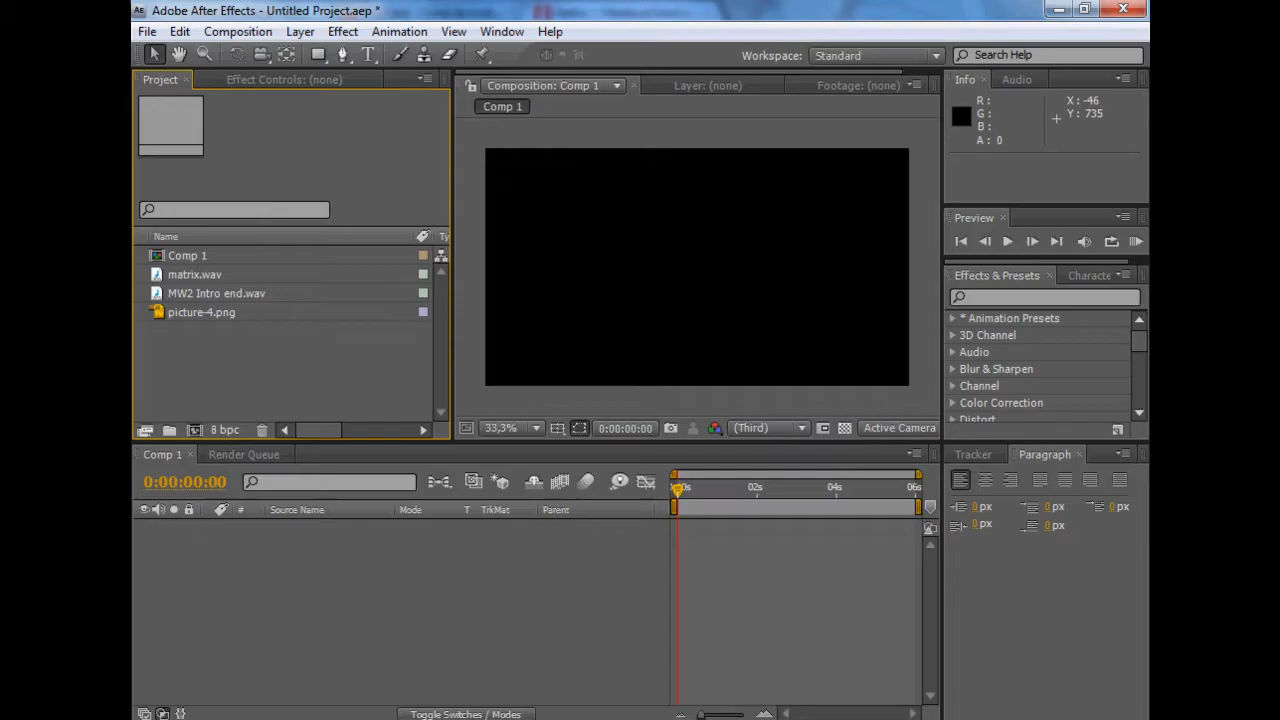 Adobe After Effects - Untitled Project.aep *
File Edit Composition Layer Effect Animation View Window Help
Workspace: Standard Search Help
Project Effect Controls: (none)
Composition: Comp 1 Layer: (none) Footage: (none)
Comp 1
Info Audio
R :
G :
B :
A : 0
X : -46
Y : 735
Preview
Name Ty
Comp 1
matrix.wav
MW2 Intro end.wav
picture-4.png
Effects & Presets Characte
* Animation Presets
3D Channel
Audio
Blur & Sharpen
Channel
Color Correction
Distort
8 bpc
33,3% 0:00:00:00 (Third) Active Camera
Comp 1 Render Queue
Tracker Paragraph
0:00:00:00
02s 04s 06s
# Source Name Mode T TrkMat Parent
0 px 0 px 0 px
0 px 0 px
Toggle Switches / Modes